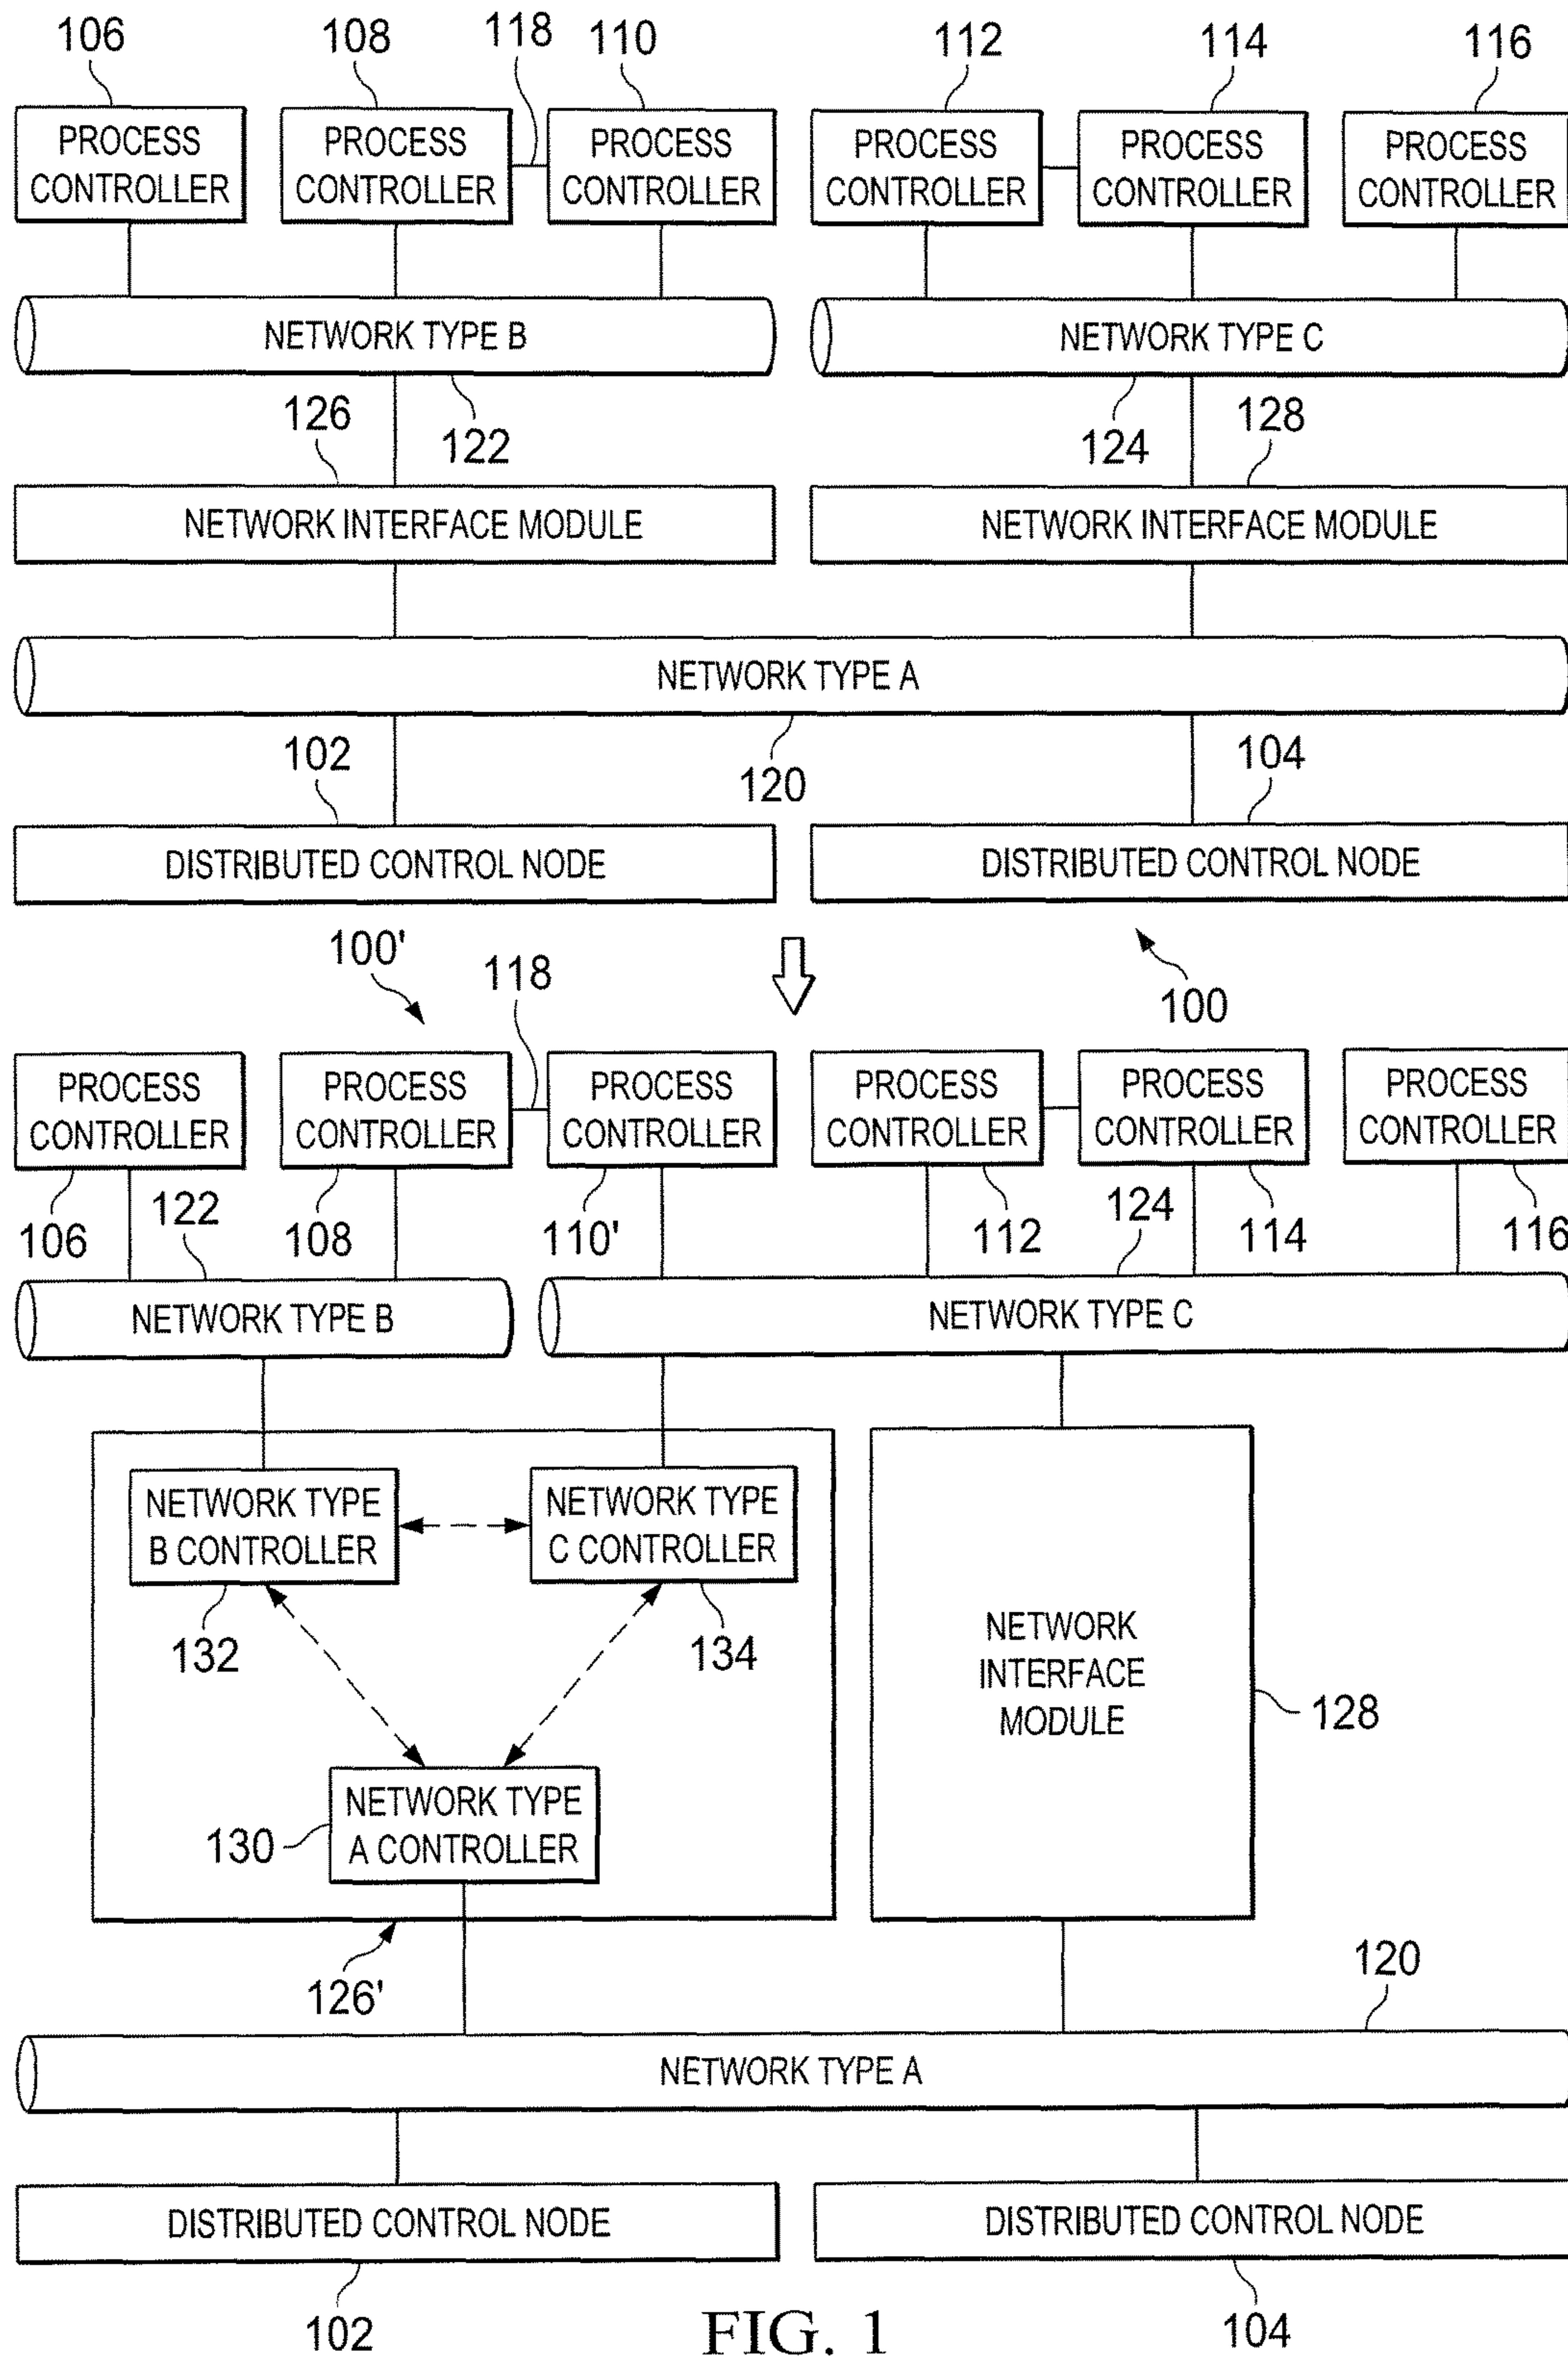 106
108
118
110
112
114
116
PROCESS
CONTROLLER
PROCESS
CONTROLLER
PROCESS
CONTROLLER
PROCESS
CONTROLLER
PROCESS
CONTROLLER
PROCESS
CONTROLLER
NETWORK TYPE B
NETWORK TYPE C
126
122
124
128
NETWORK INTERFACE MODULE
NETWORK INTERFACE MODULE
NETWORK TYPE A
102
120
104
DISTRIBUTED CONTROL NODE
DISTRIBUTED CONTROL NODE
100'
118
100
PROCESS
CONTROLLER
PROCESS
CONTROLLER
PROCESS
CONTROLLER
PROCESS
CONTROLLER
PROCESS
CONTROLLER
PROCESS
CONTROLLER
106
122
108
110'
112
124
114
116
NETWORK TYPE B
NETWORK TYPE C
NETWORK TYPE
B CONTROLLER
NETWORK TYPE
C CONTROLLER
132
134
NETWORK
INTERFACE
MODULE
128
NETWORK TYPE
A CONTROLLER
130
126'
120
NETWORK TYPE A
DISTRIBUTED CONTROL NODE
DISTRIBUTED CONTROL NODE
102
104
FIG. 1